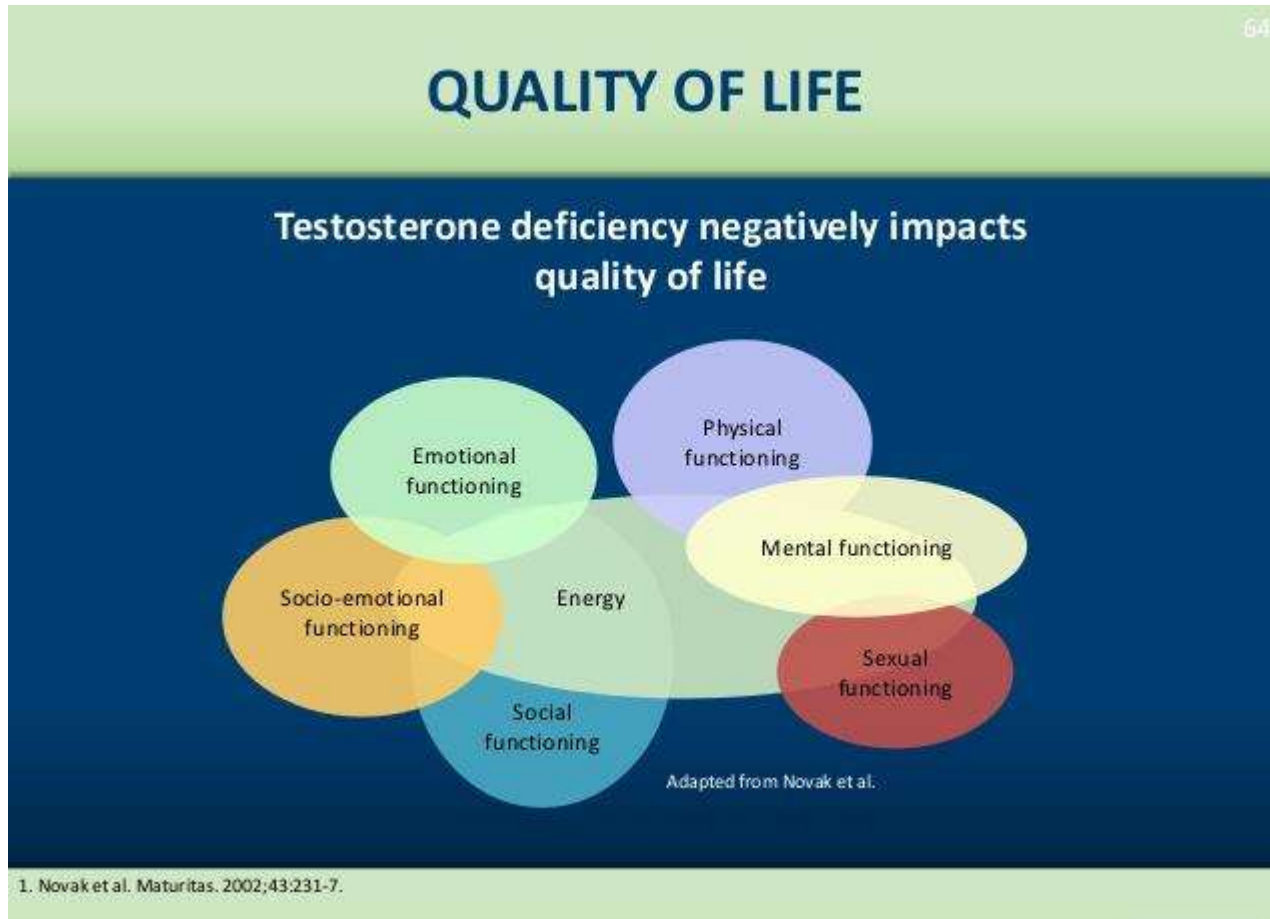 64
QUALITY OF LIFE
Testosterone deficiency negatively impacts
quality of life
Physical
functioning
Emotional
functioning
Mental functioning
Socio-emotional
functioning
Energy
Sexual
functioning
Social
functioning
Adapted from Novak et al.
1. Novak et al. Maturitas. 2002;43:231-7.